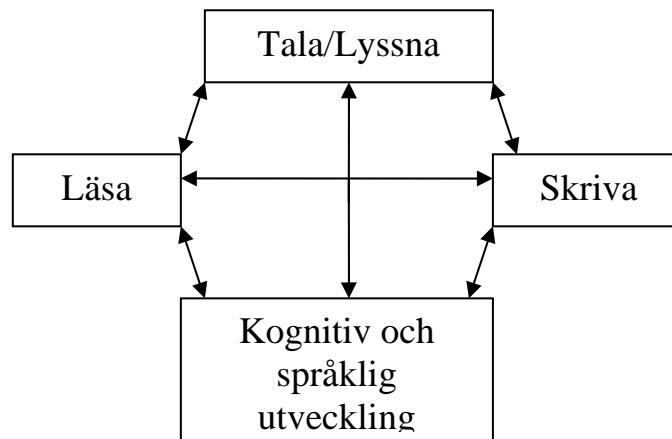 Tala/Lyssna
Läsa
Skriva
Kognitiv och
språklig
utveckling